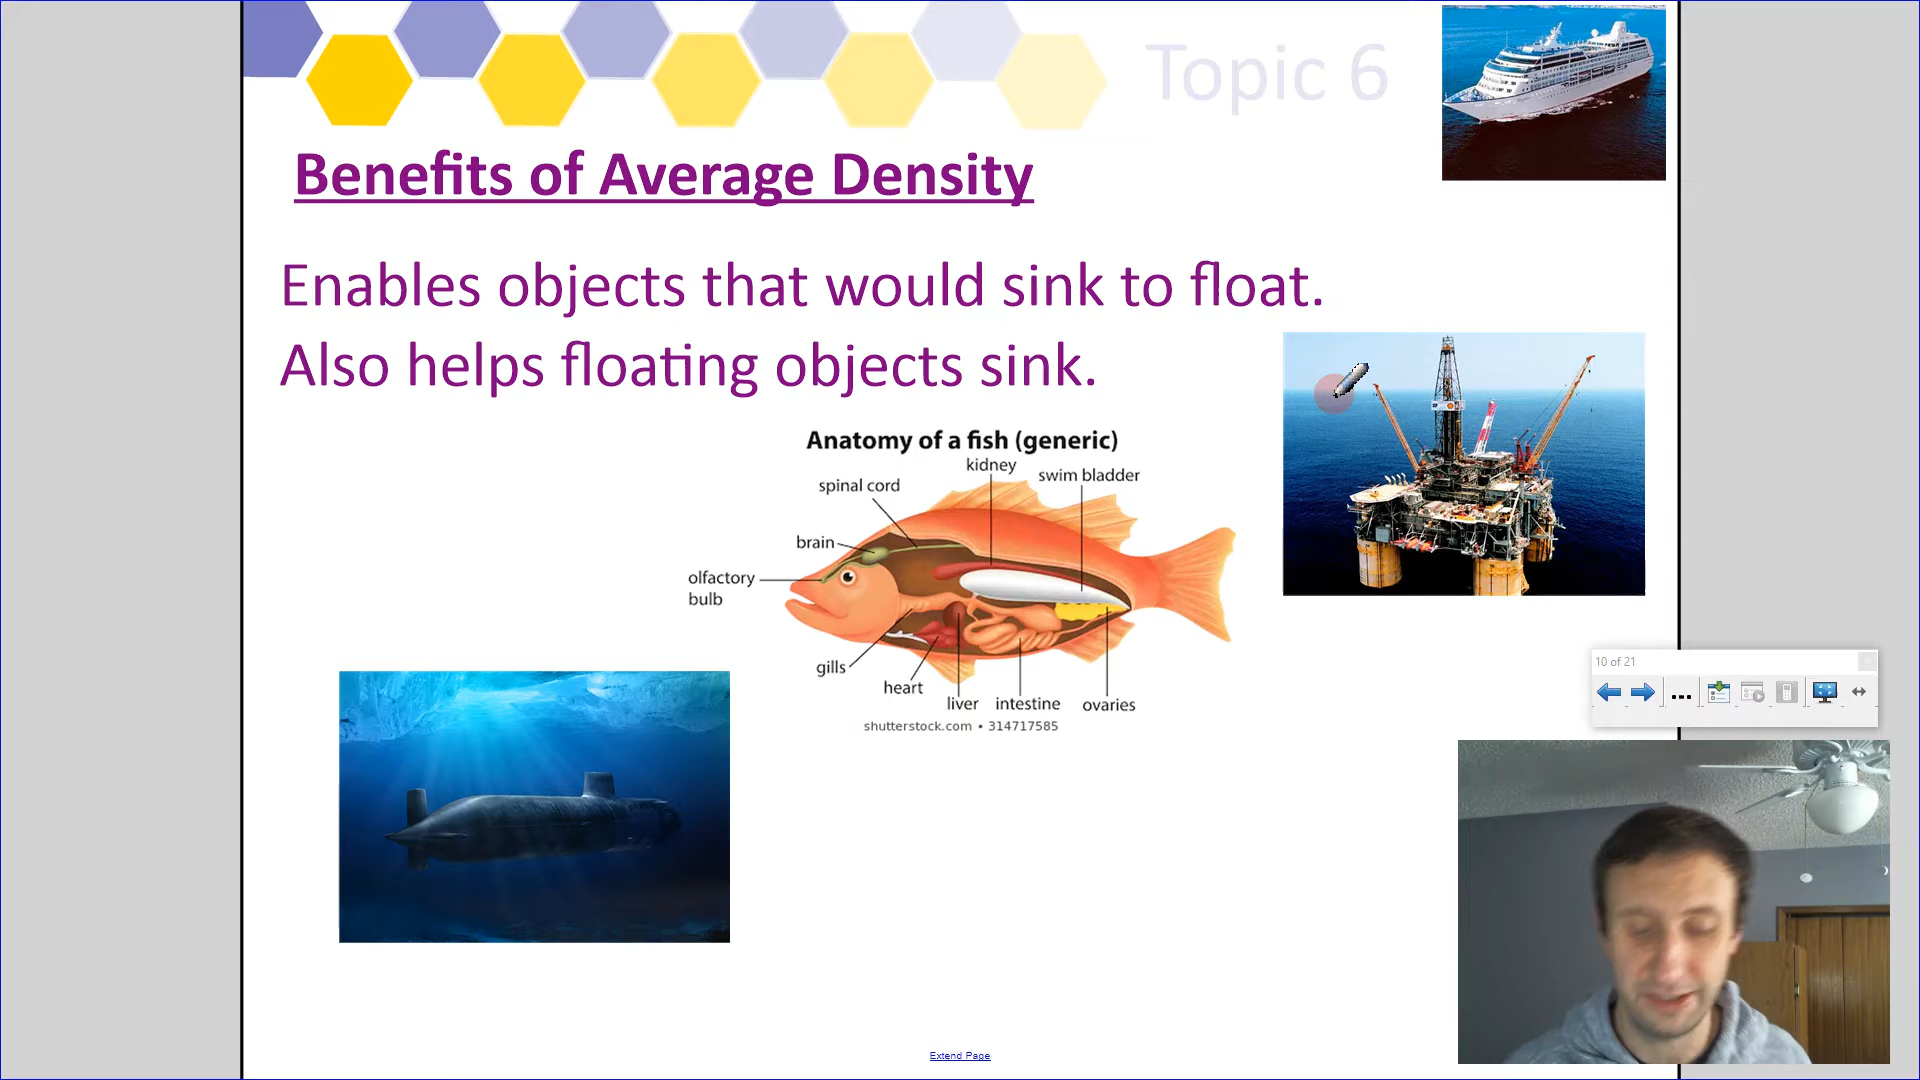 Topic 6
Benefits of Average Density
Enables objects that would sink to float.
Also helps floating objects sink.
Anatomy of a fish (generic)
kidney
swim bladder
spinal cord
brain
olfactory
bulb
gills
heart
liver
intestine
ovaries
shutterstock.com • 314717585
10 of 21
...
Extend Page